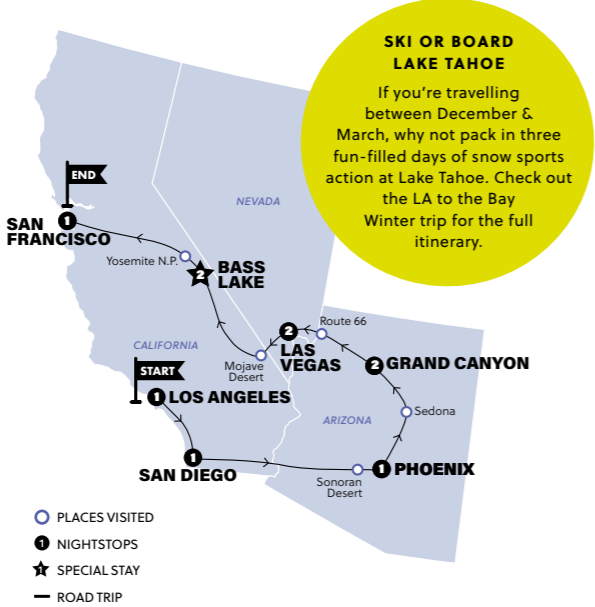 SKI OR BOARD
LAKE TAHOE
If you’re travelling
between December &
March, why not pack in three
fun-filled days of snow sports
action at Lake Tahoe. Check out
the LA to the Bay
Winter trip for the full
itinerary.
END
1
SAN
FRANCISCO
NEVADA
Yosemite N.P.
2
BASS
LAKE
Route 66
2
LAS
VEGAS
CALIFORNIA
Mojave
Desert
2
GRAND CANYON
START
1
LOS ANGELES
ARIZONA
Sedona
1
SAN DIEGO
Sonoran
Desert
1
PHOENIX
PLACES VISITED
1 NIGHTSTOPS
1 SPECIAL STAY
ROAD TRIP